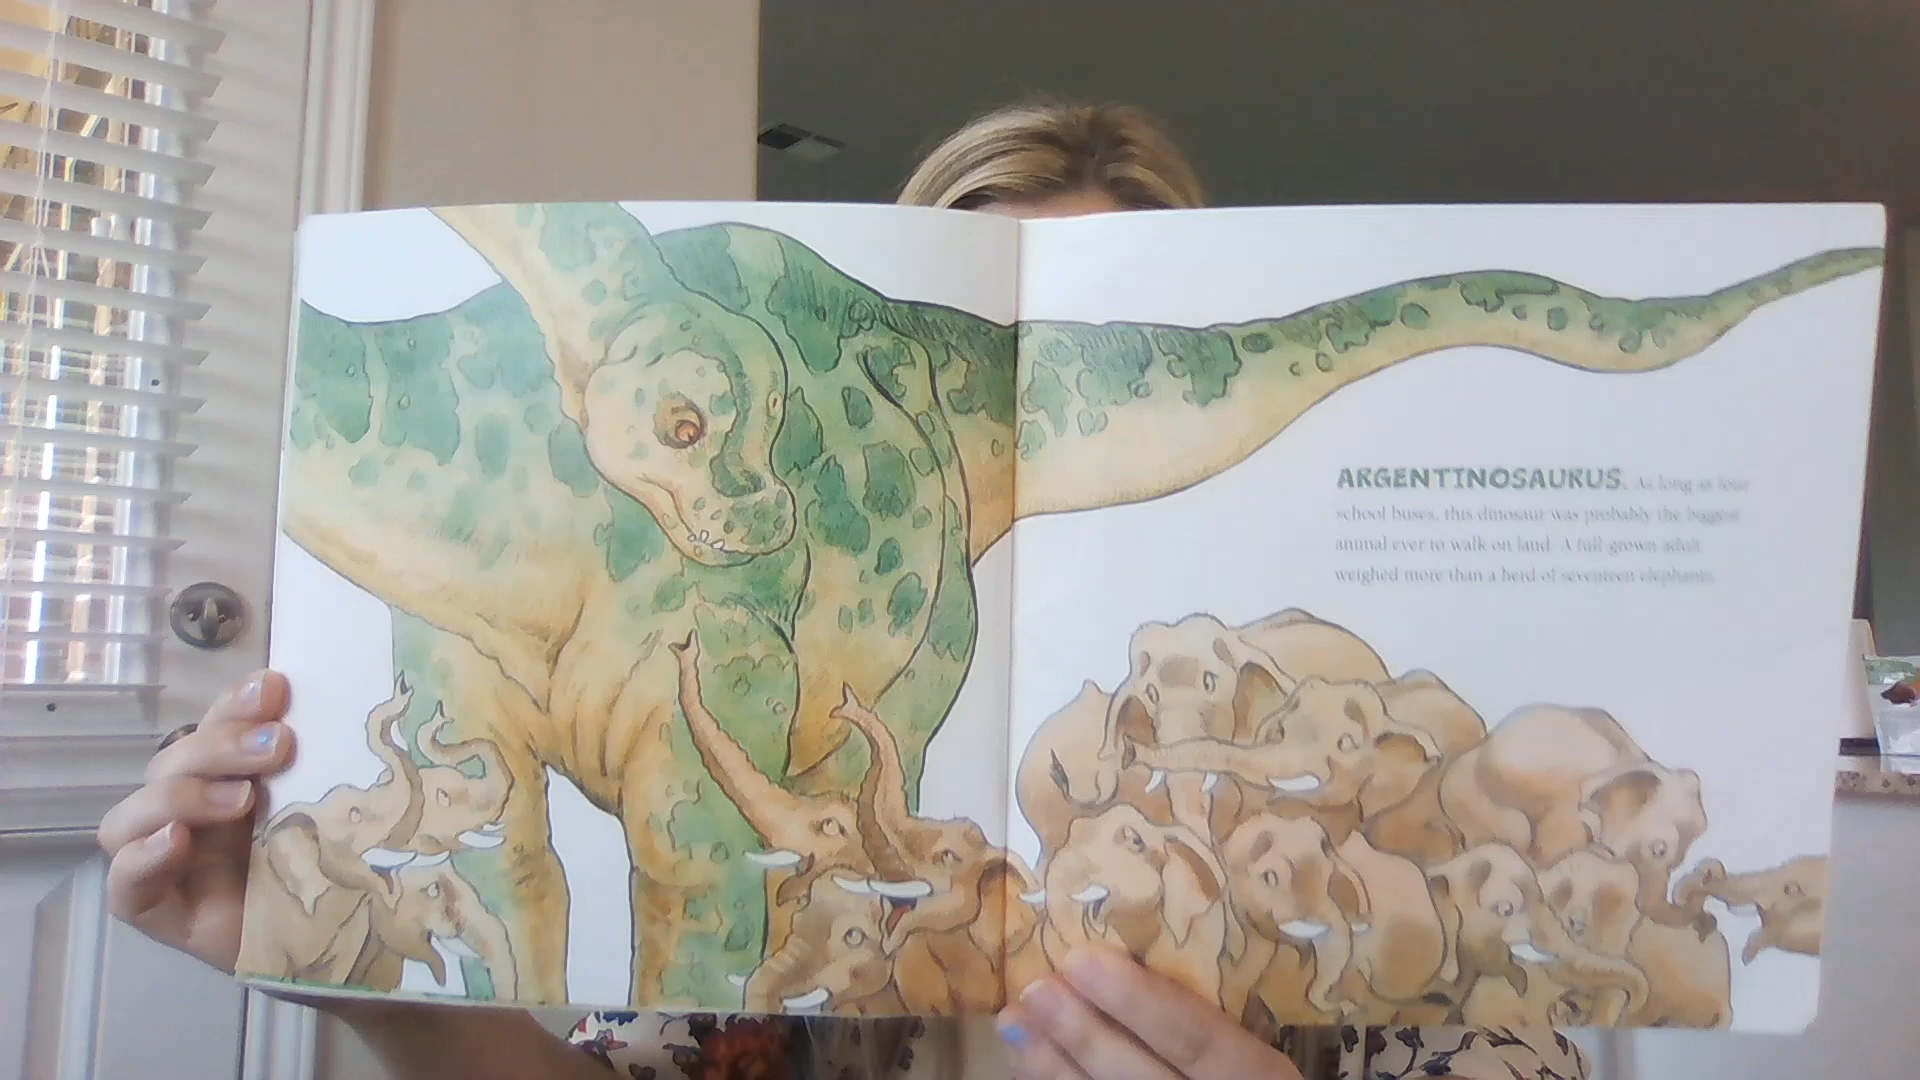 ARGENTINOSAURUS. As long as four
school buses, this dinosaur was probably the biggest
animal ever to walk on land. A full-grown adult
weighed more than a herd of seventeen elephants.